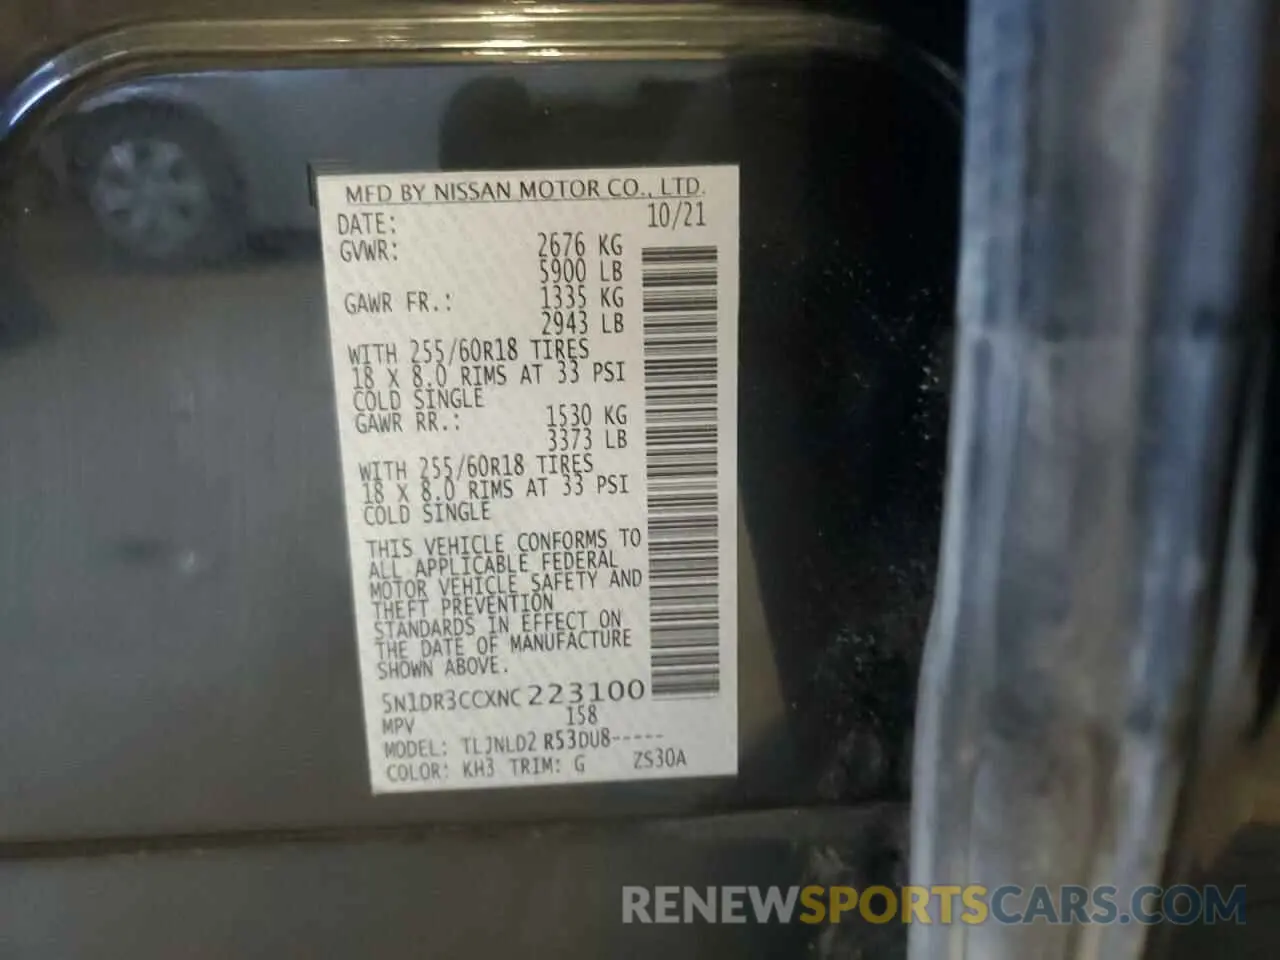 MFD BY NISSAN MOTOR CO., LTD.
DATE: 10/21
GVWR: 2676 KG
5900 LB
GAWR FR.: 1335 KG
2943 LB
WITH 255/60R18 TIRES
18 X 8.0 RIMS AT 33 PSI
COLD SINGLE
GAWR RR.: 1530 KG
3373 LB
WITH 255/60R18 TIRES
18 X 8.0 RIMS AT 33 PSI
COLD SINGLE
THIS VEHICLE CONFORMS TO
ALL APPLICABLE FEDERAL
MOTOR VEHICLE SAFETY AND
THEFT PREVENTION
STANDARDS IN EFFECT ON
THE DATE OF MANUFACTURE
SHOWN ABOVE.
5N1DR3CCXNC223100
MPV 158
MODEL: TLJNLD2 R53DU8-----
COLOR: KH3 TRIM: G ZS30A
RENEWSPORTSCARS.COM